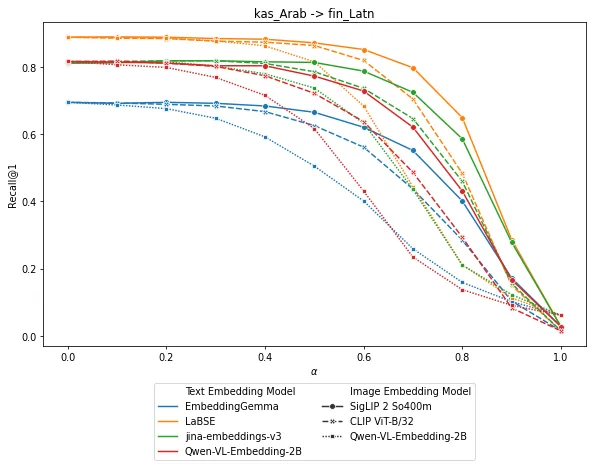 kas_Arab -> fin_Latn
Recall@1
0.8
0.6
0.4
0.2
0.0
0.0
0.2
0.4
0.6
0.8
1.0
α
Text Embedding Model
EmbeddingGemma
LaBSE
jina-embeddings-v3
Qwen-VL-Embedding-2B
Image Embedding Model
SigLIP 2 So400m
CLIP ViT-B/32
Qwen-VL-Embedding-2B